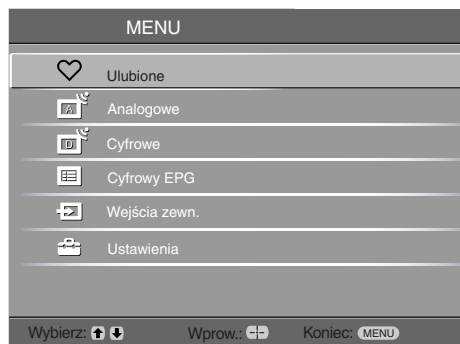 MENU
Ulubione
A Analogowe
D Cyfrowe
Cyfrowy EPG
Wejścia zewn.
Ustawienia
Wybierz: Wprow.: Koniec: MENU